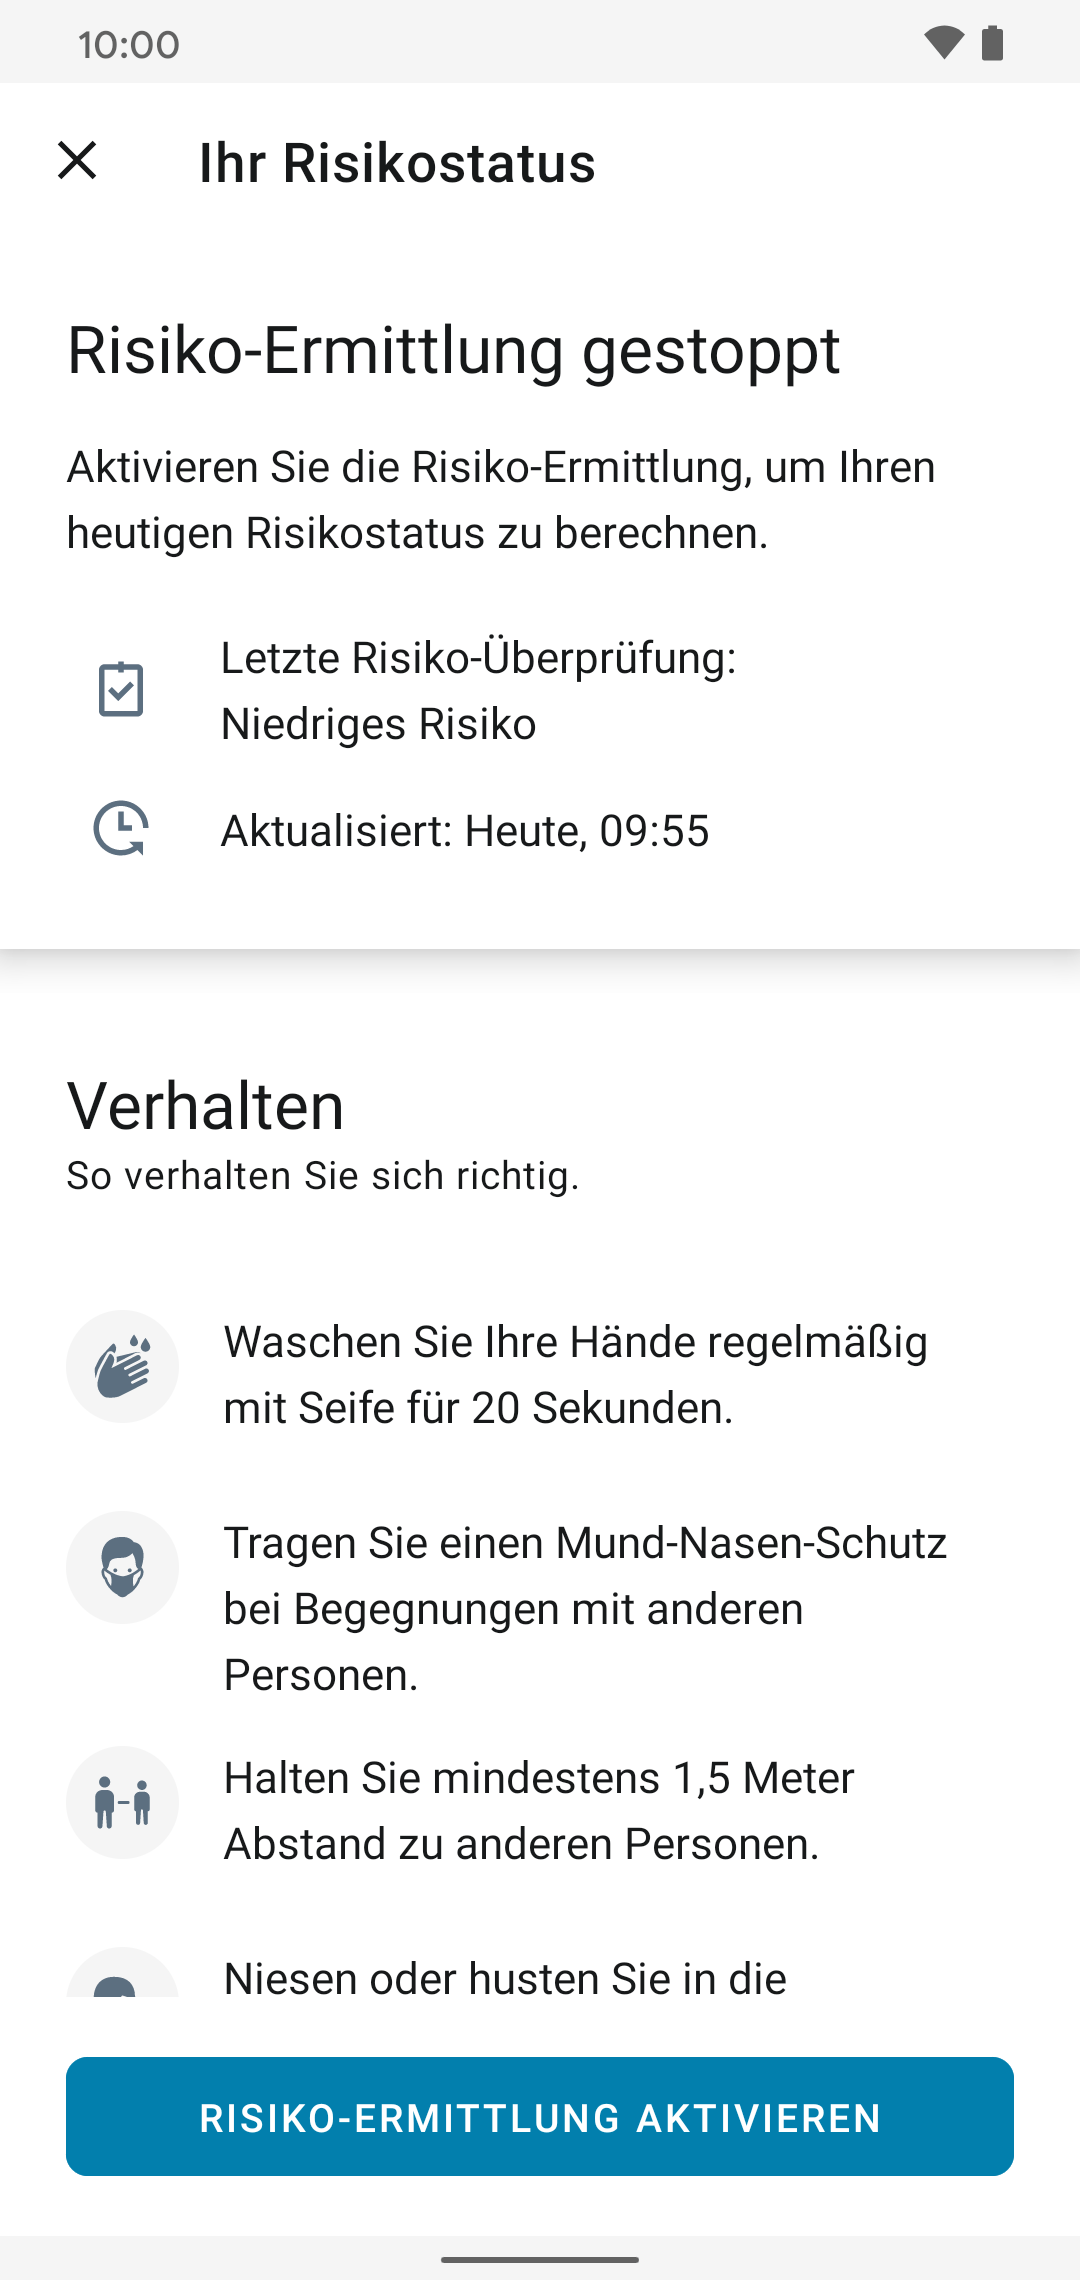 10:00
Ihr Risikostatus
Risiko-Ermittlung gestoppt
Aktivieren Sie die Risiko-Ermittlung, um Ihren
heutigen Risikostatus zu berechnen.
Letzte Risiko-Überprüfung:
Niedriges Risiko
Aktualisiert: Heute, 09:55
Verhalten
So verhalten Sie sich richtig.
Waschen Sie Ihre Hände regelmäßig
mit Seife für 20 Sekunden.
Tragen Sie einen Mund-Nasen-Schutz
bei Begegnungen mit anderen
Personen.
Halten Sie mindestens 1,5 Meter
Abstand zu anderen Personen.
Niesen oder husten Sie in die
RISIKO-ERMITTLUNG AKTIVIEREN